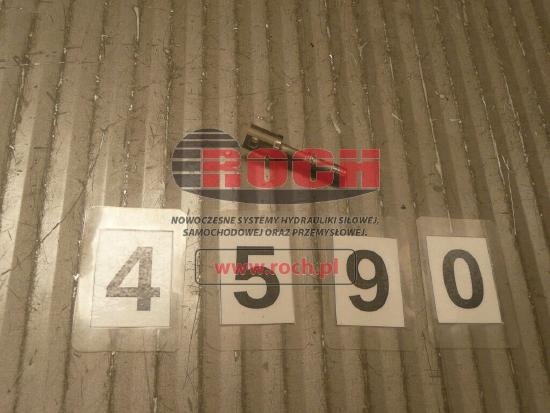 ROCH
NOWOCZESNE SYSTEMY HYDRAULIKI SIŁOWEJ,
SAMOCHODOWEJ ORAZ PRZEMYSŁOWEJ.
www.roch.pl
4 5 9 0